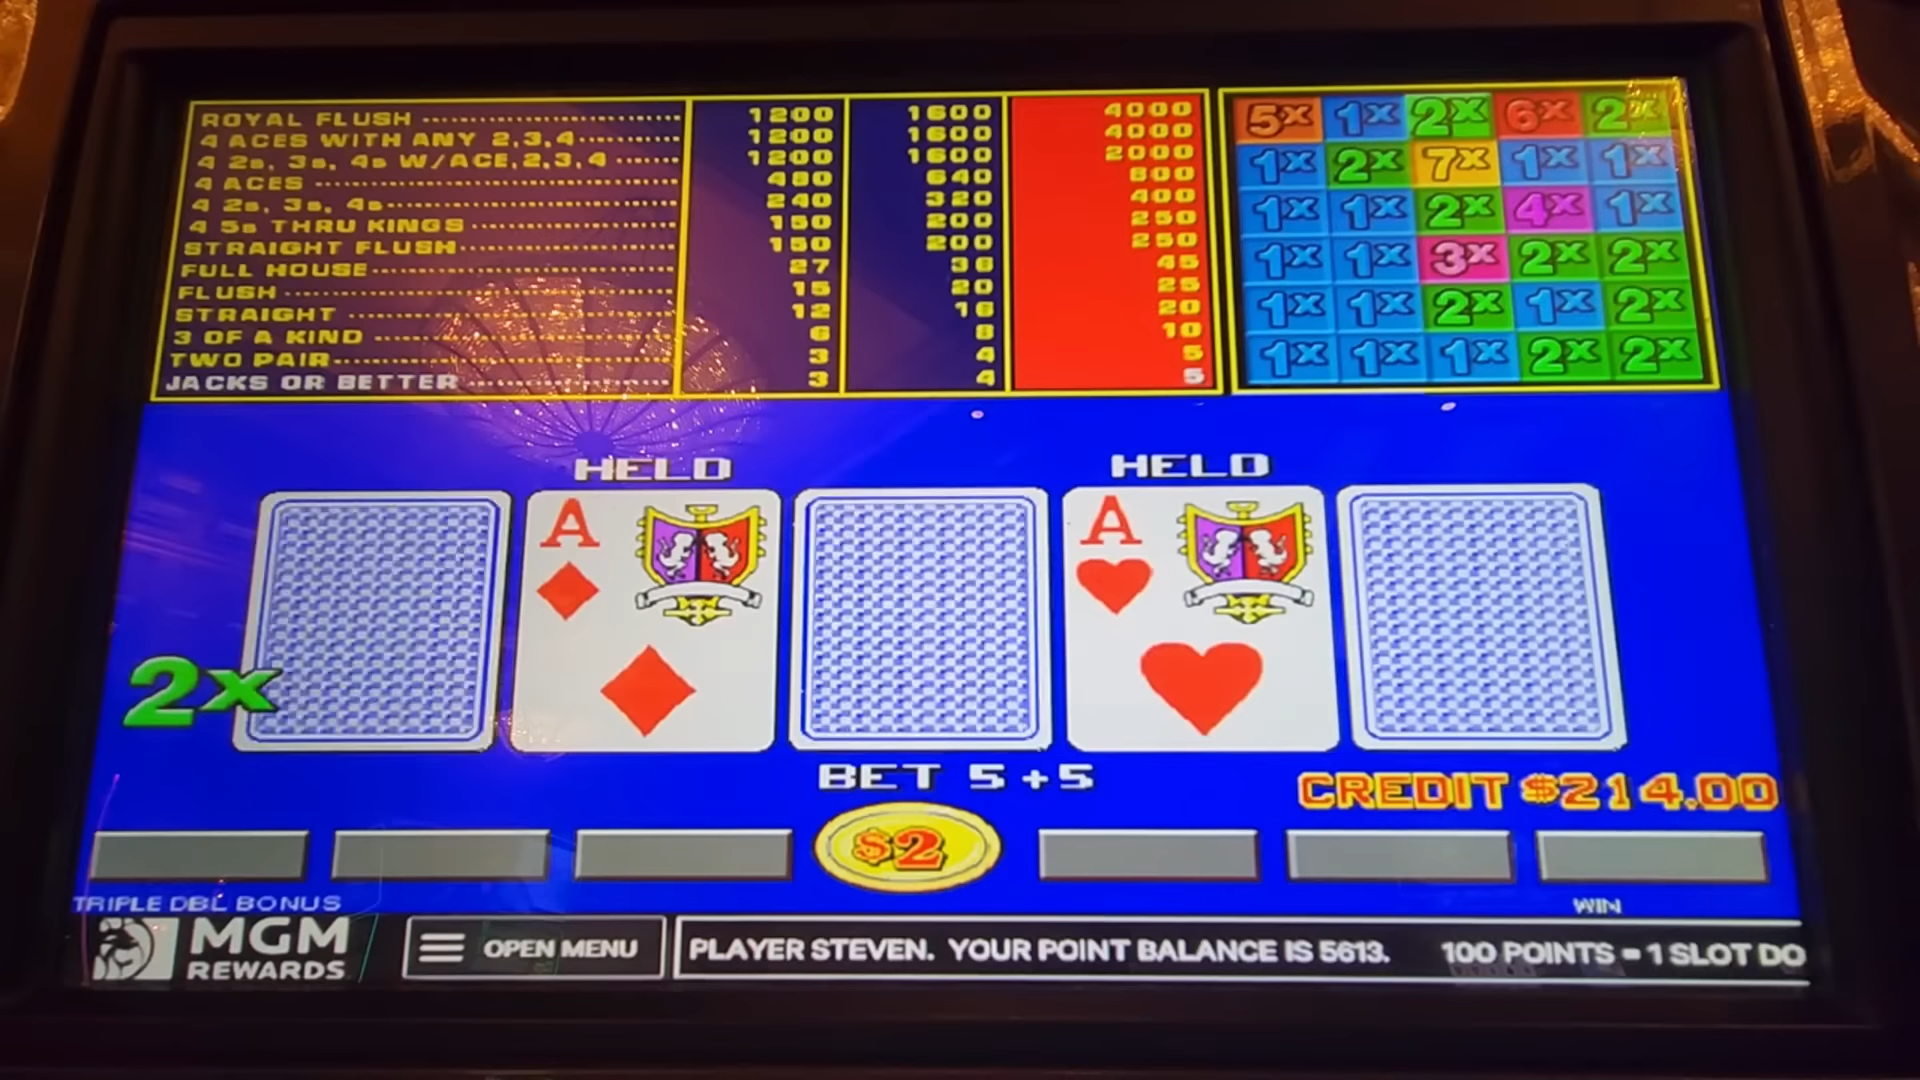 ROYAL FLUSH 1200 1600 4000
4 ACES WITH ANY 2,3,4 1200 1600 4000
4 2s, 3s, 4s W/ACE,2,3,4 1200 1600 2000
4 ACES 480 640 800
4 2s, 3s, 4s 240 320 400
4 5s THRU KINGS 150 200 250
STRAIGHT FLUSH 150 200 250
FULL HOUSE 27 36 45
FLUSH 15 20 25
STRAIGHT 12 16 20
3 OF A KIND 6 8 10
TWO PAIR 3 4 5
JACKS OR BETTER 3 4 5
5x 1x 2x 6x 2x
1x 2x 7x 1x 1x
1x 1x 2x 4x 1x
1x 1x 3x 2x 2x
1x 1x 2x 1x 2x
1x 1x 1x 2x 2x
HELD HELD
A A
2x
BET 5+5
CREDIT $214.00
$2
TRIPLE DBL BONUS WIN
MGM
REWARDS
OPEN MENU
PLAYER STEVEN. YOUR POINT BALANCE IS 5613. 100 POINTS = 1 SLOT DO